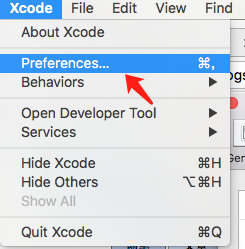 Xcode File Edit View Find
About Xcode
Preferences... ⌘,
Behaviors
Open Developer Tool
Services
Hide Xcode ⌘H
Hide Others ⌥⌘H
Show All
Quit Xcode ⌘Q